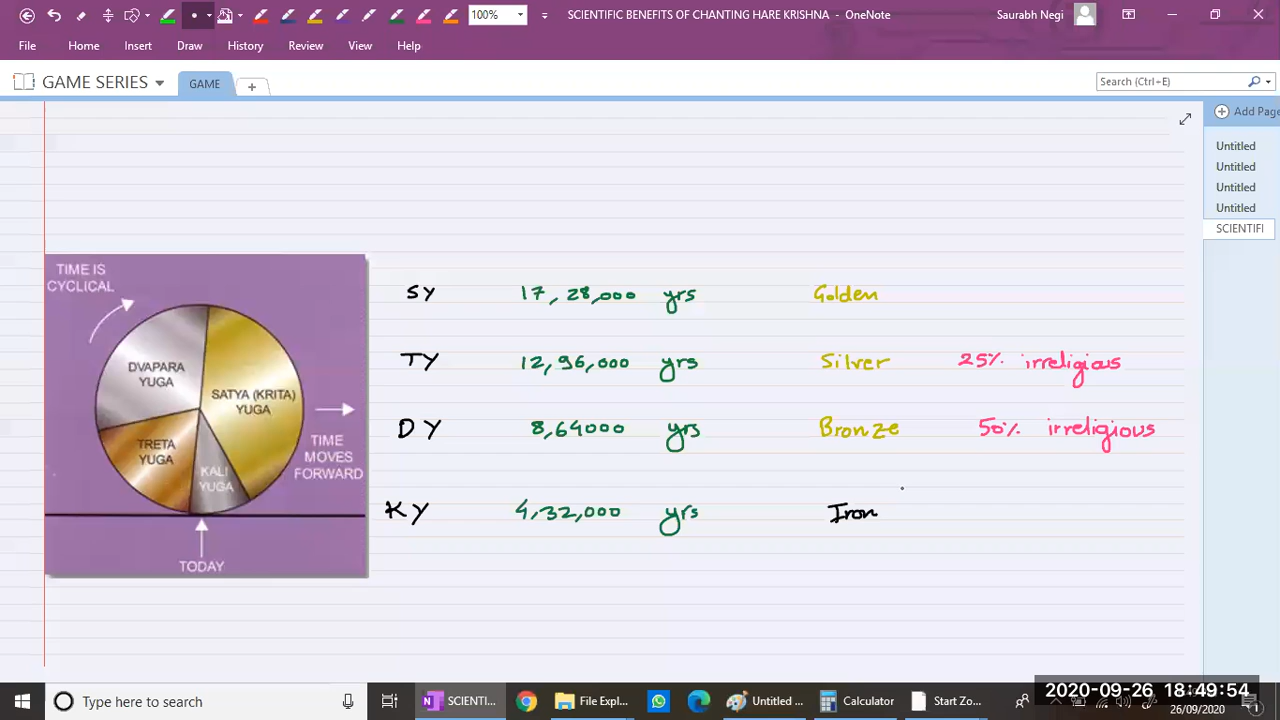 100%
SCIENTIFIC BENEFITS OF CHANTING HARE KRISHNA - OneNote
Saurabh Negi
File Home Insert Draw History Review View Help
GAME SERIES GAME
Search (Ctrl+E)
Add Page
Untitled
Untitled
Untitled
Untitled
SCIENTIFI
TIME IS
CYCLICAL
DVAPARA
YUGA
SATYA (KRITA)
YUGA
TRETA
YUGA
KALI
YUGA
TIME
MOVES
FORWARD
TODAY
SY 17,28,000 yrs Golden
TY 12,96,000 yrs Silver 25% irreligious
DY 8,64000 yrs Bronze 50% irreligious
KY 4,32,000 yrs Iron
Type here to search
SCIENTI...
File Expl...
Untitled ...
Calculator
Start Zo...
2020-09-26 18:49:54
26/09/2020